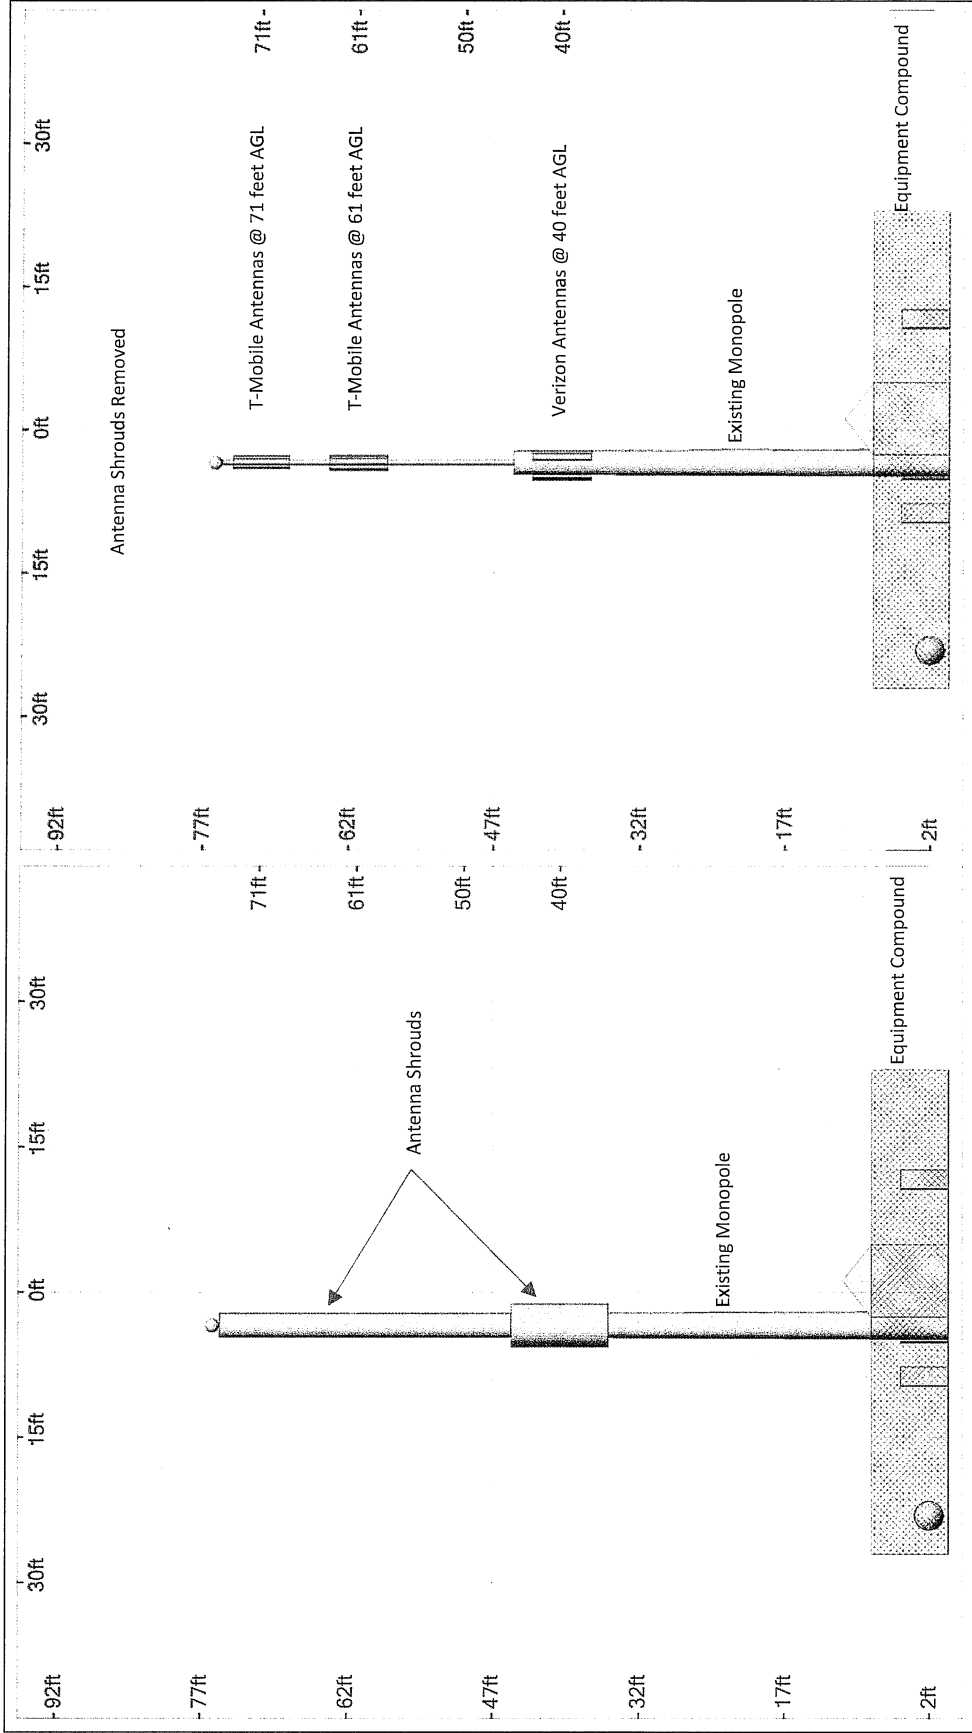 30ft
15ft
0ft
15ft
30ft
92ft
77ft
62ft
47ft
32ft
17ft
2ft
71ft
61ft
50ft
40ft
Antenna Shrouds
Existing Monopole
Equipment Compound
30ft
15ft
0ft
15ft
30ft
92ft
77ft
62ft
47ft
32ft
17ft
2ft
71ft
61ft
50ft
40ft
Antenna Shrouds Removed
T-Mobile Antennas @ 71 feet AGL
T-Mobile Antennas @ 61 feet AGL
Verizon Antennas @ 40 feet AGL
Existing Monopole
Equipment Compound